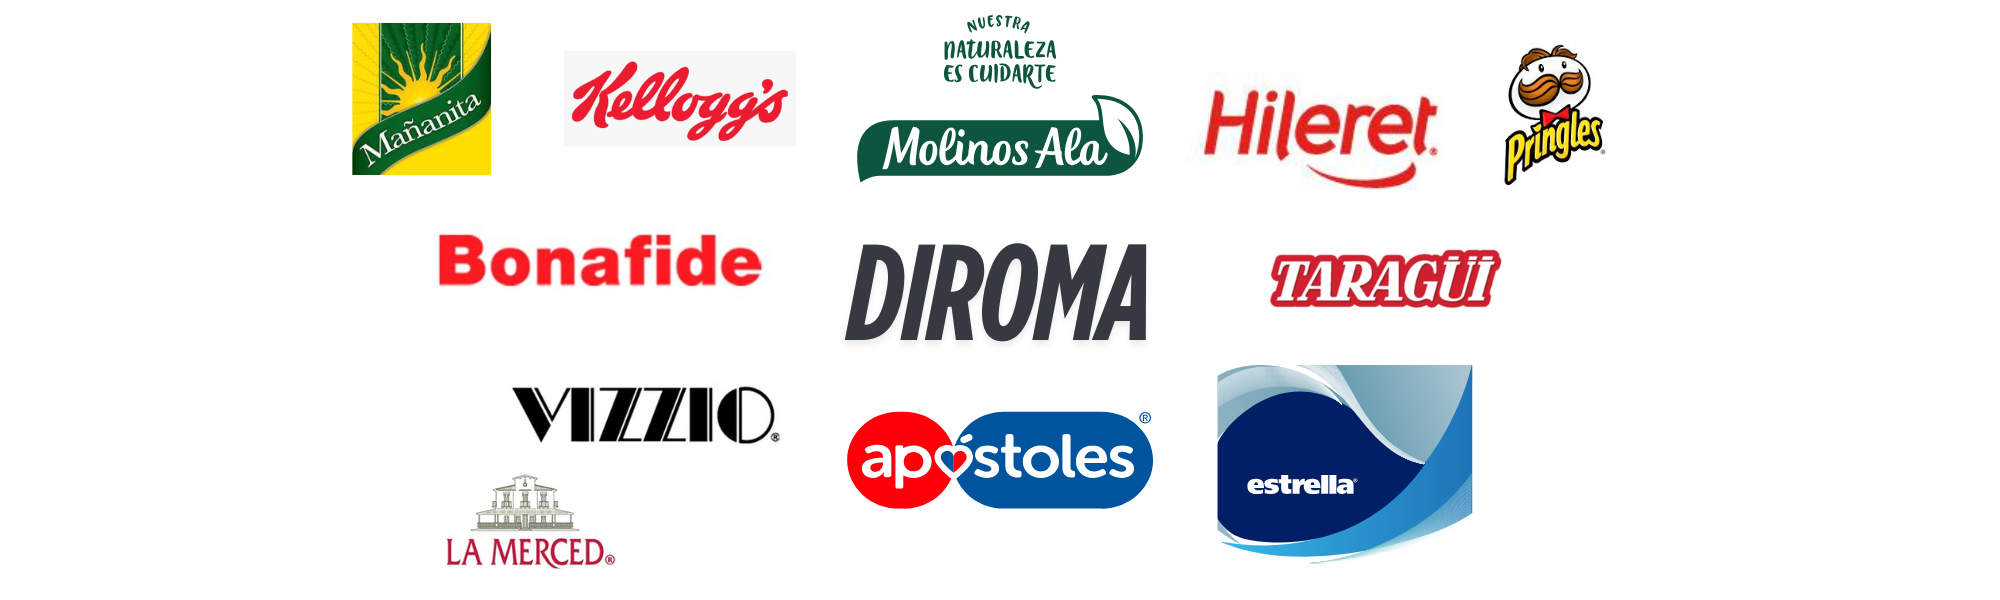 Mañanita
Kellogg's
NUESTRA
NATURALEZA
ES CUIDARTE
Molinos Ala
Hileret®
Pringles
Bonafide
DIROMA
TARAGÜI
VIZZIO®
apóstoles®
estrella®
LA MERCED®